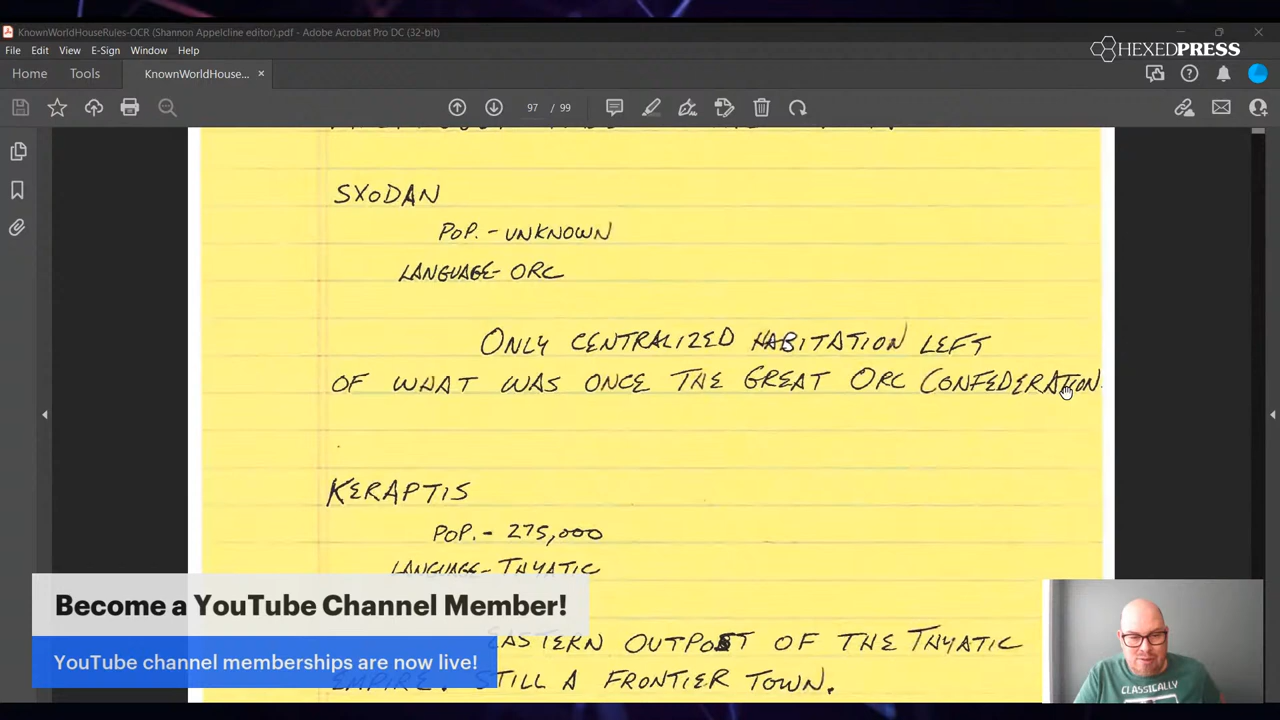 KnownWorldHouseRules-OCR (Shannon Appelcline editor).pdf - Adobe Acrobat Pro DC (32-bit)
File Edit View E-Sign Window Help
HEXEDPRESS
Home Tools KnownWorldHouse... ×
97 / 99
SXODAN
POP. - UNKNOWN
LANGUAGE- ORC
ONLY CENTRALIZED HABITATION LEFT
OF WHAT WAS ONCE THE GREAT ORC CONFEDERATION.
KERAPTIS
POP. - 275,000
LANGUAGE- THYATIC
EASTERN OUTPOST OF THE THYATIC
EMPIRE. STILL A FRONTIER TOWN.
Become a YouTube Channel Member!
YouTube channel memberships are now live!
CLASSICALLY